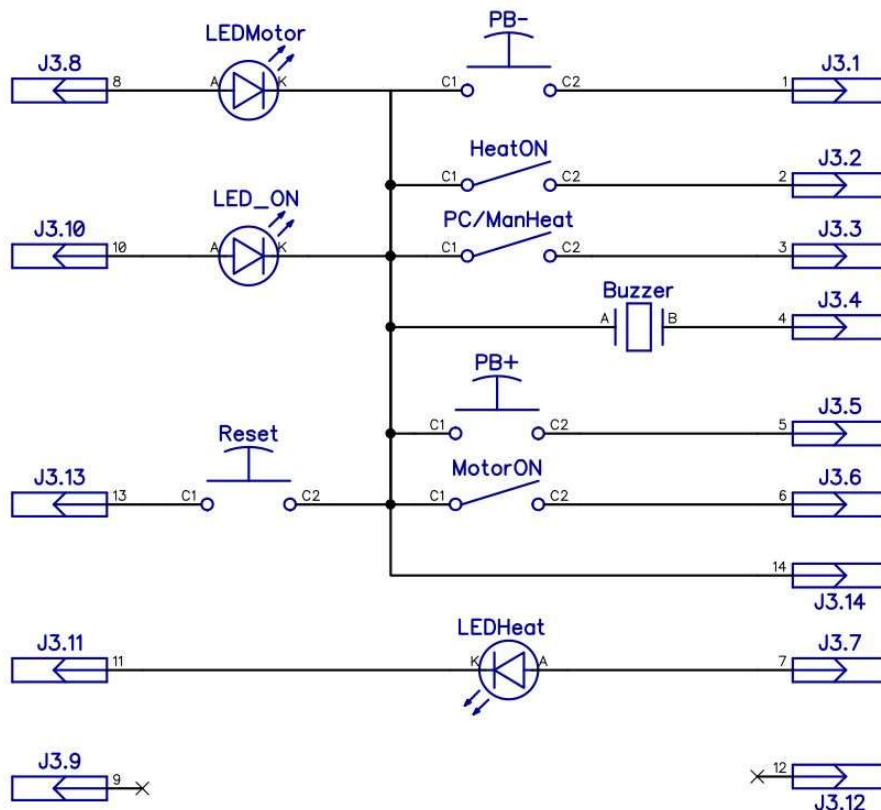 PB-
LEDMotor
J3.8 8 A K C1 C2 1 J3.1
HeatON
C1 C2 2 J3.2
LED_ON PC/ManHeat
J3.10 10 A K C1 C2 3 J3.3
Buzzer
A B 4 J3.4
PB+
C1 C2 5 J3.5
Reset MotorON
J3.13 13 C1 C2 C1 C2 6 J3.6
14
J3.14
LEDHeat
J3.11 11 K A 7 J3.7
J3.9 9 12
J3.12